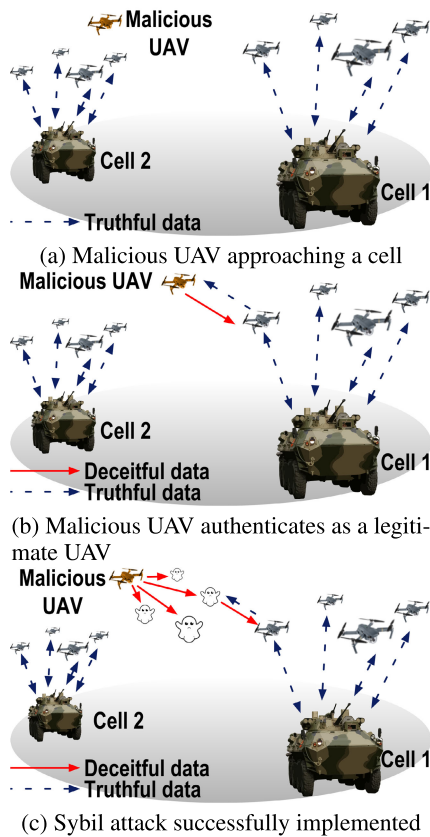 Malicious
UAV
Cell 2
Cell 1
Truthful data
(a) Malicious UAV approaching a cell
Malicious UAV
Cell 2
Cell 1
Deceitful data
Truthful data
(b) Malicious UAV authenticates as a legiti-
mate UAV
Malicious
UAV
Cell 2
Cell 1
Deceitful data
Truthful data
(c) Sybil attack successfully implemented